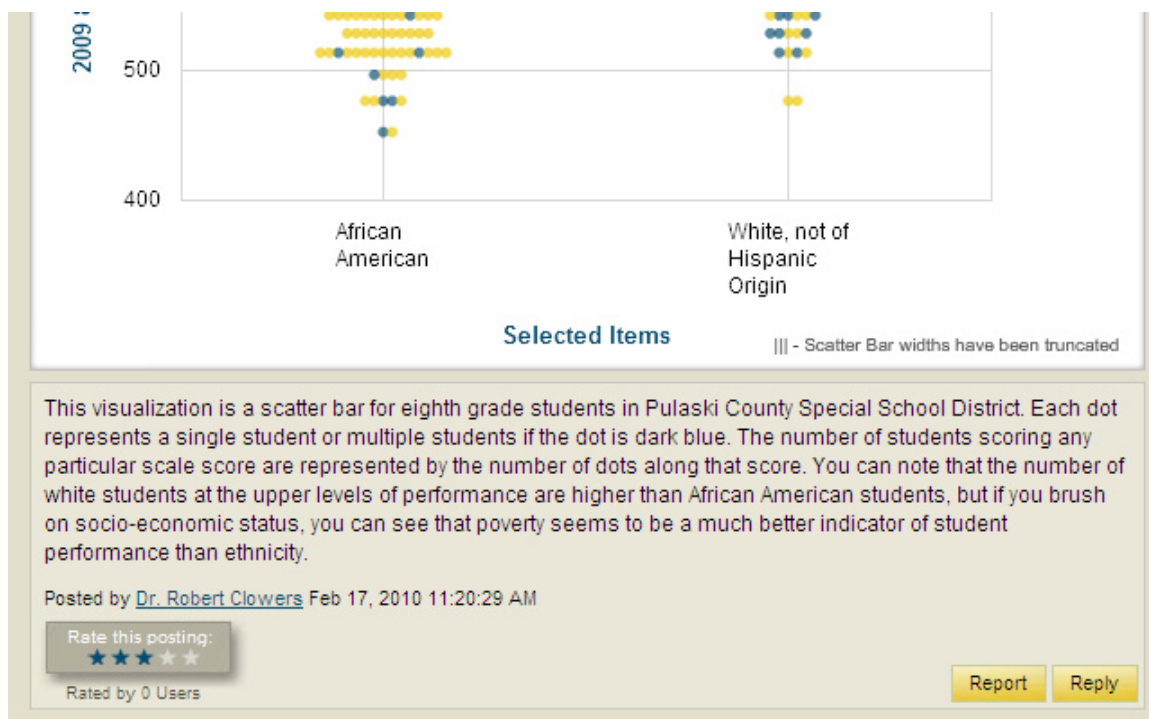 2009
500
400
African
American
White, not of
Hispanic
Origin
Selected Items
||| - Scatter Bar widths have been truncated
This visualization is a scatter bar for eighth grade students in Pulaski County Special School District. Each dot
represents a single student or multiple students if the dot is dark blue. The number of students scoring any
particular scale score are represented by the number of dots along that score. You can note that the number of
white students at the upper levels of performance are higher than African American students, but if you brush
on socio-economic status, you can see that poverty seems to be a much better indicator of student
performance than ethnicity.
Posted by Dr. Robert Clowers Feb 17, 2010 11:20:29 AM
Rate this posting:
Rated by 0 Users
Report Reply